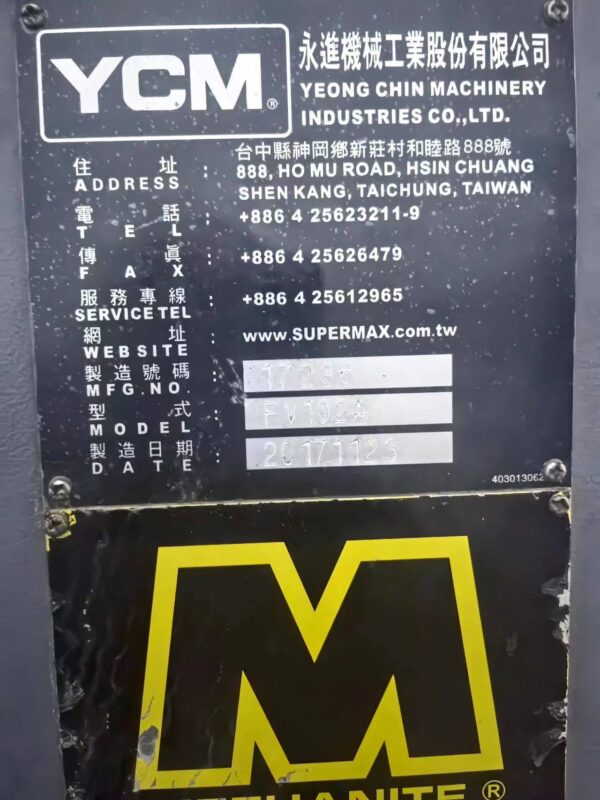 YCM®
永進機械工業股份有限公司
YEONG CHIN MACHINERY
INDUSTRIES CO.,LTD.
住址:
ADDRESS
台中縣神岡鄉新莊村和睦路888號
888, HO MU ROAD, HSIN CHUANG
SHEN KANG, TAICHUNG, TAIWAN
電話:
TEL
+886 4 25623211-9
傳真:
FAX
+886 4 25626479
服務專線:
SERVICE TEL
+886 4 25612965
網址:
WEBSITE
www.SUPERMAX.com.tw
製造號碼:
MFG.NO.
117236
型式:
MODEL
FV102A
製造日期:
DATE
20171123
403013062
M